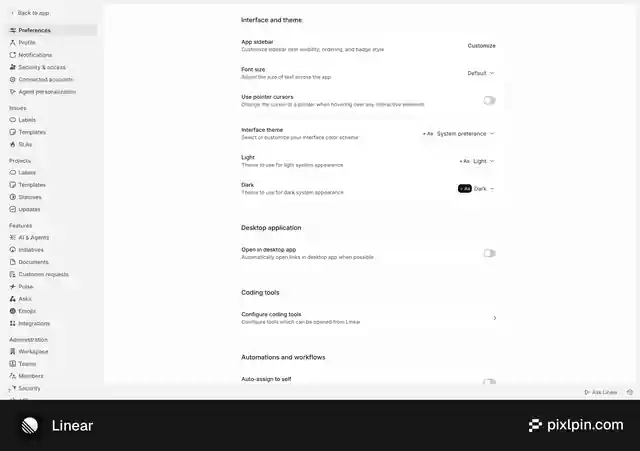 Back to app
Preferences
Profile
Notifications
Security & access
Connected accounts
Agent personalization
Issues
Labels
Templates
SLAs
Projects
Labels
Templates
Statuses
Updates
Features
AI & Agents
Initiatives
Documents
Customer requests
Pulse
Asks
Emojis
Integrations
Administration
Workspace
Teams
Members
Security
Interface and theme
App sidebar
Customize sidebar item visibility, ordering, and badge style
Customize
Font size
Adjust the size of text across the app
Default
Use pointer cursors
Change the cursor to a pointer when hovering over any interactive elements
Interface theme
Select or customize your interface color scheme
Aa System preference
Light
Theme to use for light system appearance
Aa Light
Dark
Theme to use for dark system appearance
Aa Dark
Desktop application
Open in desktop app
Automatically open links in desktop app when possible
Coding tools
Configure coding tools
Configure tools which can be opened from Linear
Automations and workflows
Auto-assign to self
Ask Linear
Linear
pixlpin.com